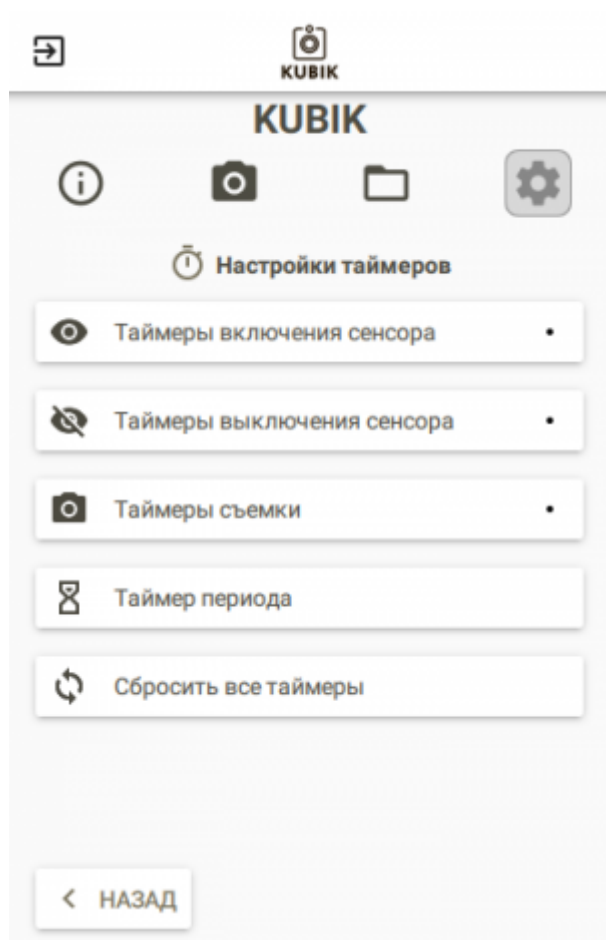 KUBIK
KUBIK
Настройки таймеров
Таймеры включения сенсора
Таймеры выключения сенсора
Таймеры съемки
Таймер периода
Сбросить все таймеры
НАЗАД